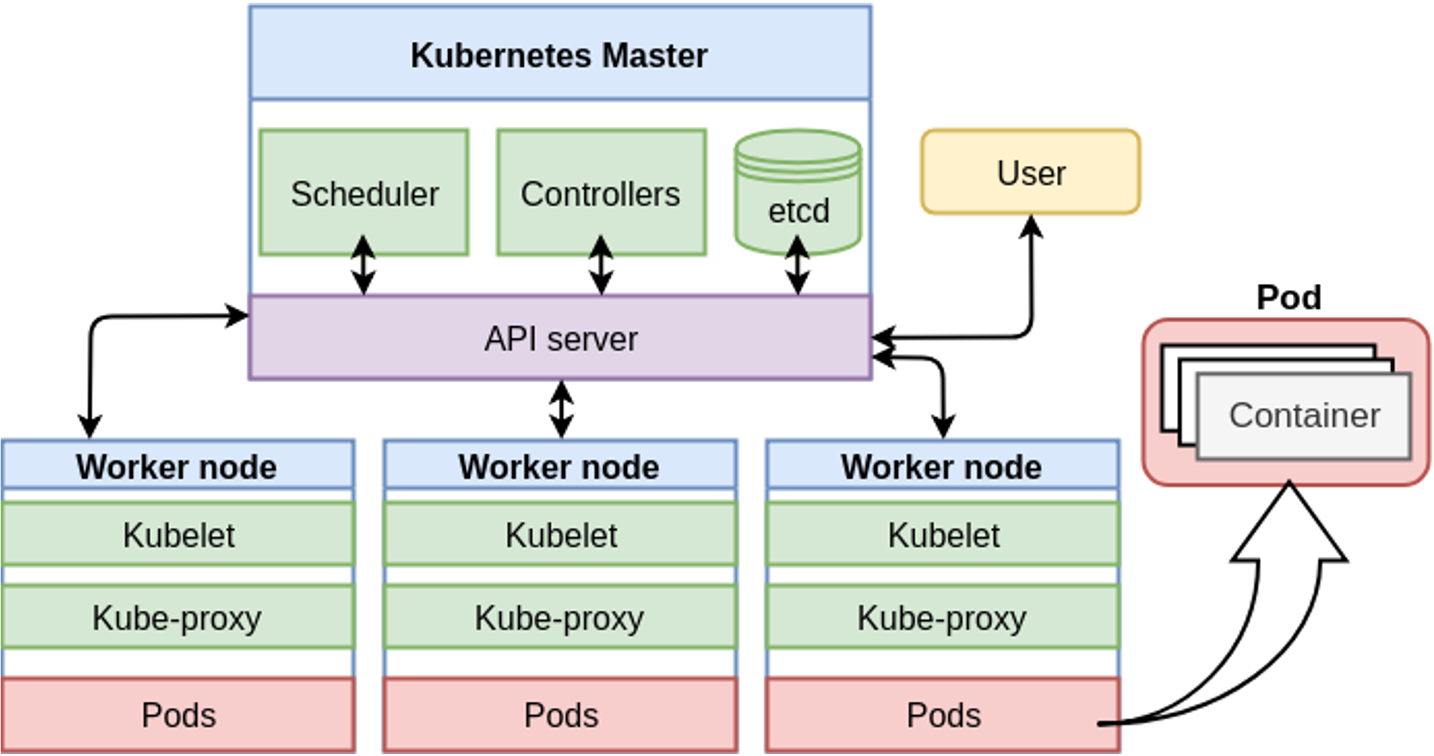 Kubernetes Master
Scheduler
Controllers
etcd
User
API server
Pod
Container
Worker node
Kubelet
Kube-proxy
Pods
Worker node
Kubelet
Kube-proxy
Pods
Worker node
Kubelet
Kube-proxy
Pods